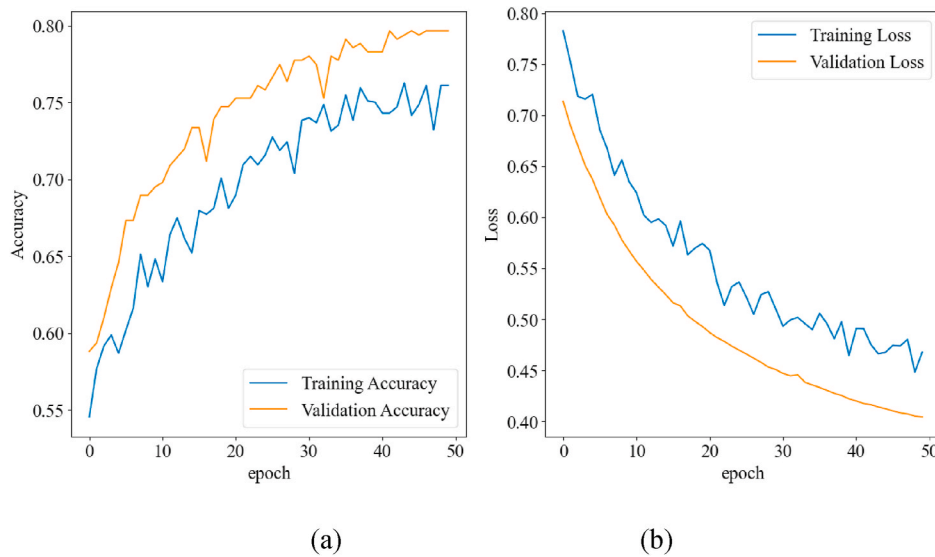 0.80
0.75
0.70
0.65
0.60
0.55
Accuracy
Training Accuracy
Validation Accuracy
0 10 20 30 40 50
epoch
(a)
0.80
0.75
0.70
0.65
0.60
0.55
0.50
0.45
0.40
Loss
Training Loss
Validation Loss
0 10 20 30 40 50
epoch
(b)